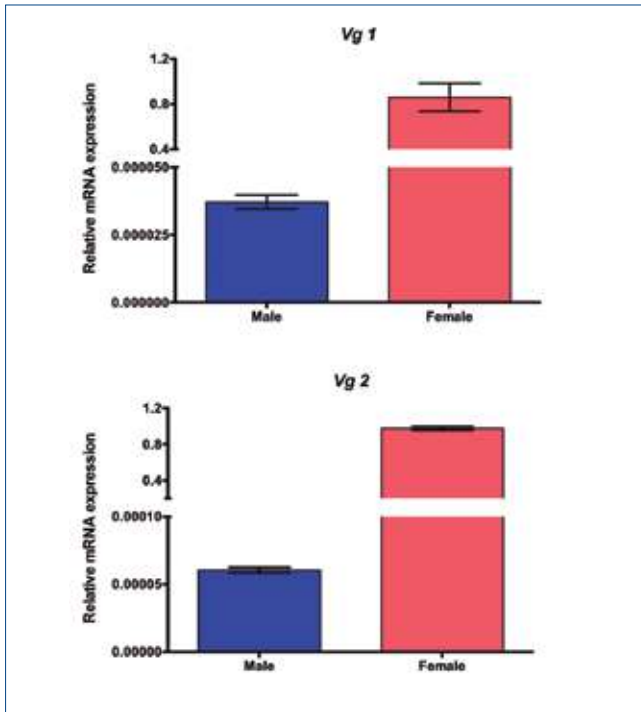 Vg 1
Relative mRNA expression
1.2
0.8
0.4
0.000050
0.000025
0.000000
Male Female
Vg 2
Relative mRNA expression
1.2
0.8
0.4
0.00010
0.00005
0.00000
Male Female